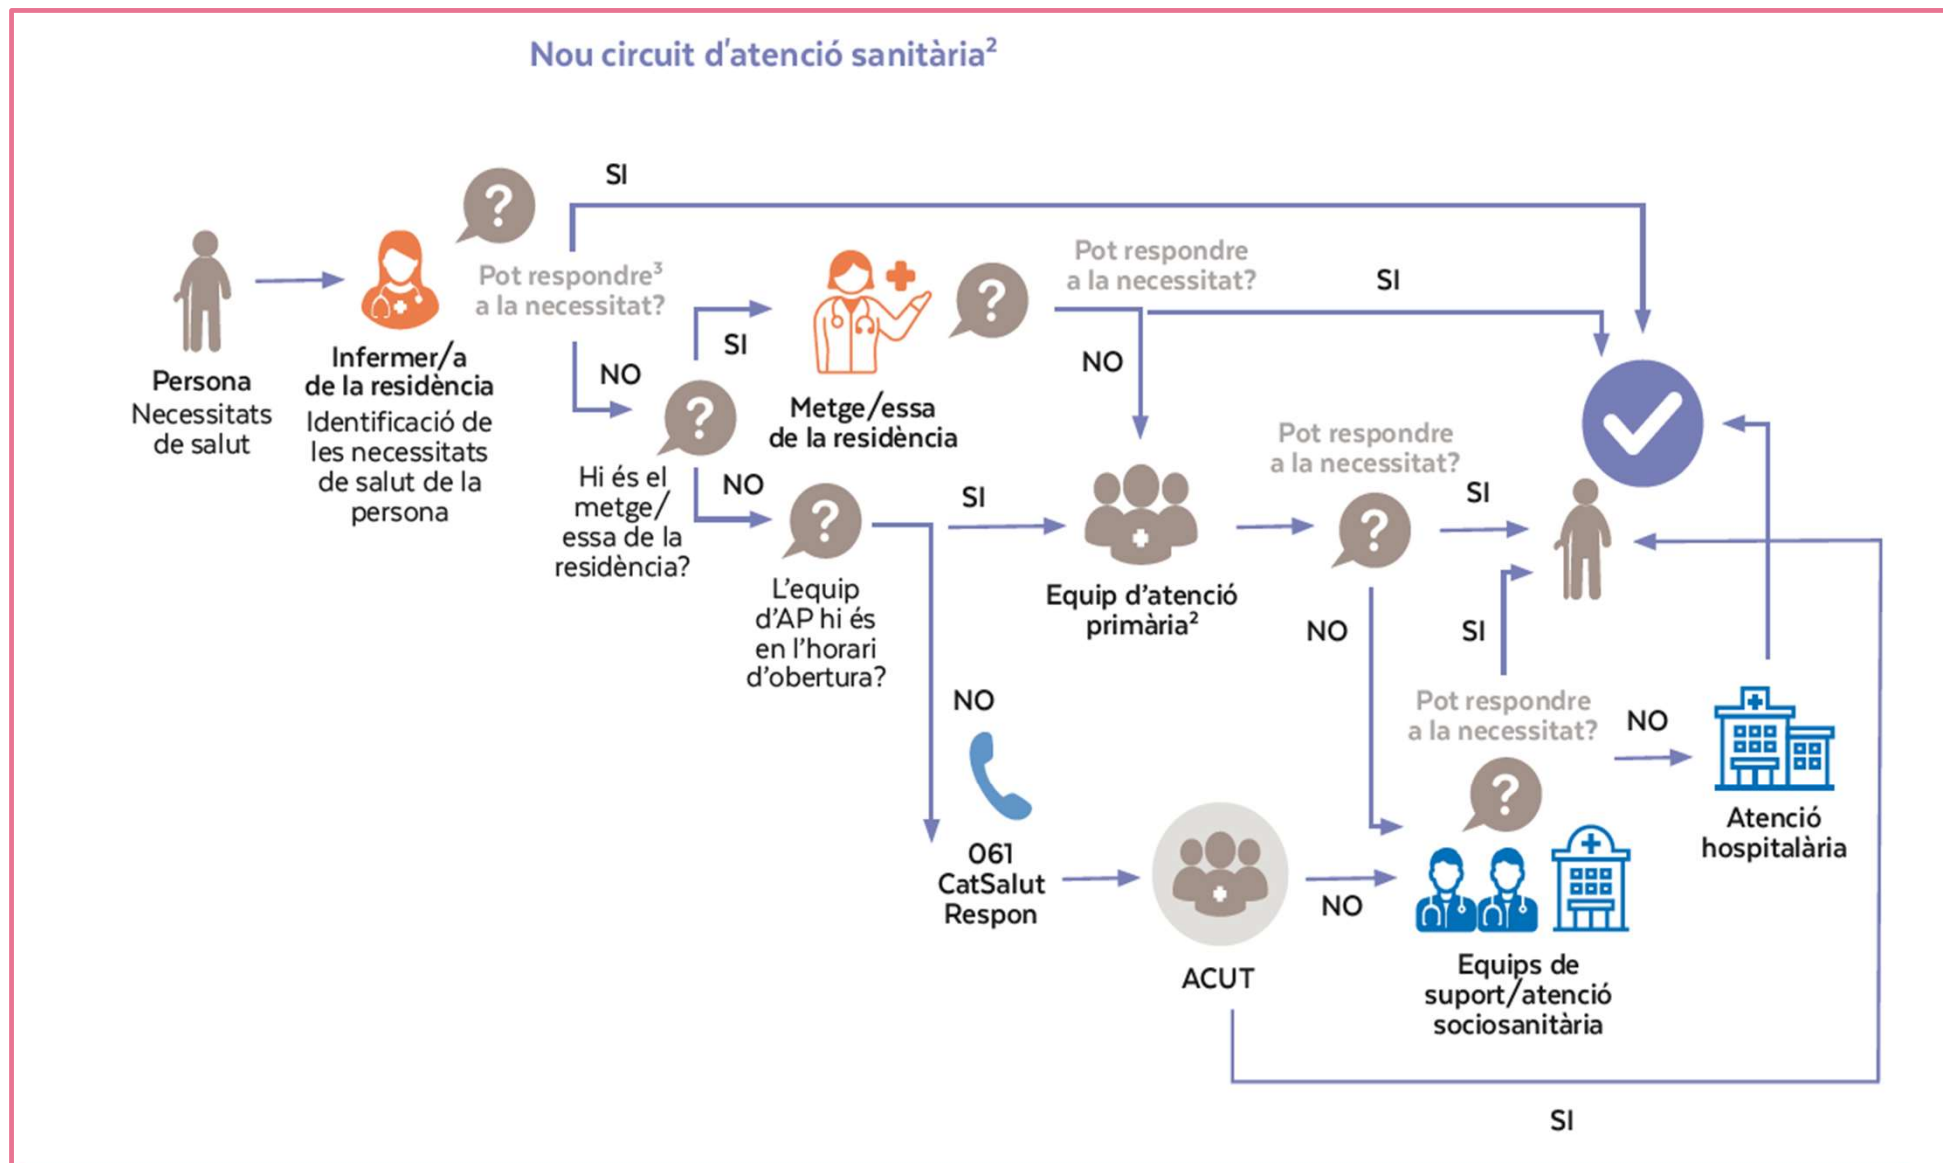 Nou circuit d'atenció sanitària²
SI
?
Pot respondre³
a la necessitat?
Persona
Necessitats
de salut
Infermer/a
de la residència
Identificació de
les necessitats
de salut de la
persona
NO
?
Hi és el
metge/
essa de la
residència?
SI
Metge/essa
de la residència
?
Pot respondre
a la necessitat?
SI
NO
NO
?
L'equip
d'AP hi és
en l'horari
d'obertura?
SI
Equip d'atenció
primària²
Pot respondre
a la necessitat?
?
SI
NO
SI
NO
061
CatSalut
Respon
ACUT
NO
Pot respondre
a la necessitat?
?
NO
Equips de
suport/atenció
sociosanitària
Atenció
hospitalària
SI